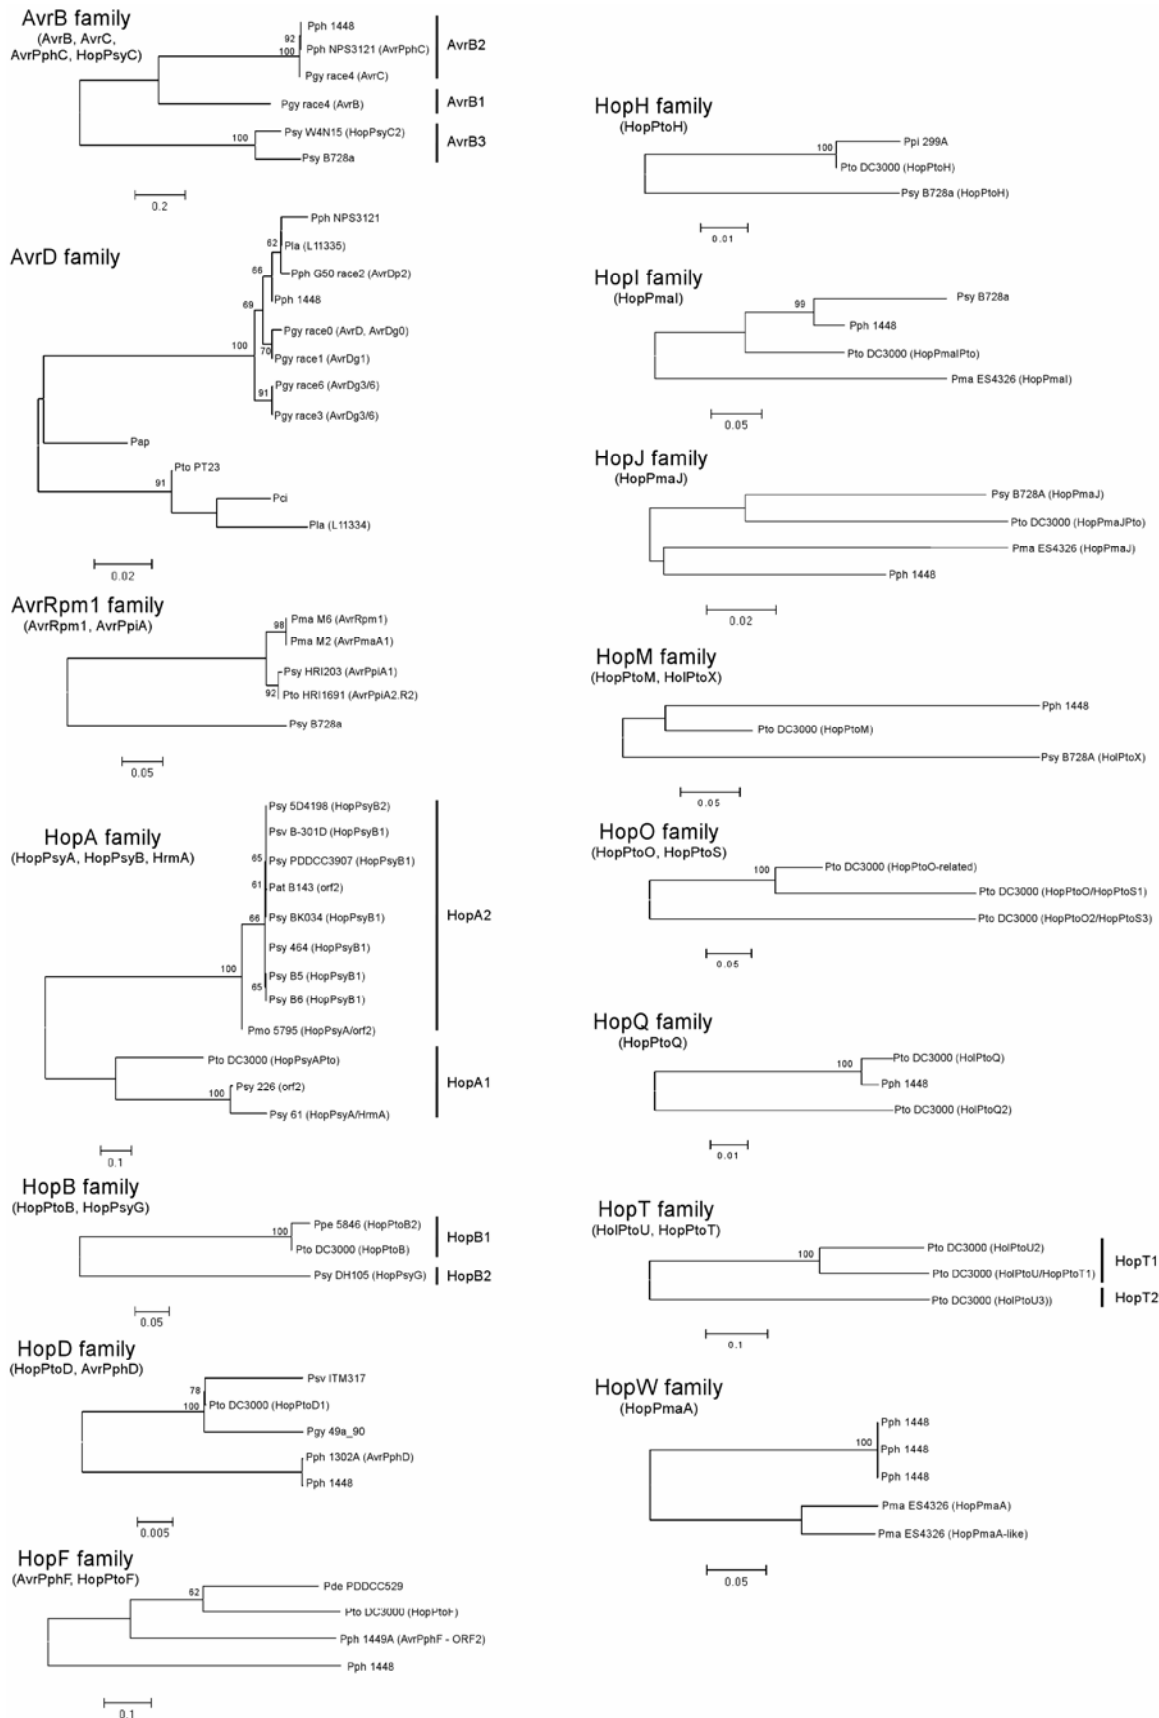 AvrB family
(AvrB, AvrC,
AvrPphC, HopPsyC)
Pph 1448
92
Pph NPS3121 (AvrPphC)
100
Pgy race4 (AvrC)
AvrB2
Pgy race4 (AvrB)
AvrB1
Psy W4N15 (HopPsyC2)
100
Psy B728a
AvrB3
0.2
AvrD family
Pph NPS3121
62
Pla (L11335)
66
Pph G50 race2 (AvrDp2)
Pph 1448
69
Pgy race0 (AvrD, AvrDg0)
100
70
Pgy race1 (AvrDg1)
Pgy race6 (AvrDg3/6)
91
Pgy race3 (AvrDg3/6)
Pap
Pto PT23
91
Pci
Pla (L11334)
0.02
AvrRpm1 family
(AvrRpm1, AvrPpiA)
98
Pma M6 (AvrRpm1)
Pma M2 (AvrPmaA1)
Psy HRI203 (AvrPpiA1)
92
Pto HRI1691 (AvrPpiA2.R2)
Psy B728a
0.05
HopA family
(HopPsyA, HopPsyB, HrmA)
Psy 5D4198 (HopPsyB2)
Psv B-301D (HopPsyB1)
65
Psy PDDCC3907 (HopPsyB1)
61
Pat B143 (orf2)
66
Psy BK034 (HopPsyB1)
Psy 464 (HopPsyB1)
100
Psy B5 (HopPsyB1)
65
Psy B6 (HopPsyB1)
Pmo 5795 (HopPsyA/orf2)
HopA2
Pto DC3000 (HopPsyAPto)
Psy 226 (orf2)
100
Psy 61 (HopPsyA/HrmA)
HopA1
0.1
HopB family
(HopPtoB, HopPsyG)
Ppe 5846 (HopPtoB2)
100
Pto DC3000 (HopPtoB)
HopB1
Psy DH105 (HopPsyG)
HopB2
0.05
HopD family
(HopPtoD, AvrPphD)
Psv ITM317
78
100
Pto DC3000 (HopPtoD1)
Pgy 49a_90
Pph 1302A (AvrPphD)
Pph 1448
0.005
HopF family
(AvrPphF, HopPtoF)
62
Pde PDDCC529
Pto DC3000 (HopPtoF)
Pph 1449A (AvrPphF - ORF2)
Pph 1448
0.1
HopH family
(HopPtoH)
Ppi 299A
100
Pto DC3000 (HopPtoH)
Psy B728a (HopPtoH)
0.01
HopI family
(HopPmaI)
Psy B728a
99
Pph 1448
Pto DC3000 (HopPmaIPto)
Pma ES4326 (HopPmaI)
0.05
HopJ family
(HopPmaJ)
Psy B728A (HopPmaJ)
Pto DC3000 (HopPmaJPto)
Pma ES4326 (HopPmaJ)
Pph 1448
0.02
HopM family
(HopPtoM, HolPtoX)
Pph 1448
Pto DC3000 (HopPtoM)
Psy B728A (HolPtoX)
0.05
HopO family
(HopPtoO, HopPtoS)
100
Pto DC3000 (HopPtoO-related)
Pto DC3000 (HopPtoO/HopPtoS1)
Pto DC3000 (HopPtoO2/HopPtoS3)
0.05
HopQ family
(HopPtoQ)
Pto DC3000 (HolPtoQ)
100
Pph 1448
Pto DC3000 (HolPtoQ2)
0.01
HopT family
(HolPtoU, HopPtoT)
Pto DC3000 (HolPtoU2)
100
Pto DC3000 (HolPtoU/HopPtoT1)
HopT1
Pto DC3000 (HolPtoU3))
HopT2
0.1
HopW family
(HopPmaA)
Pph 1448
100
Pph 1448
Pph 1448
Pma ES4326 (HopPmaA)
Pma ES4326 (HopPmaA-like)
0.05